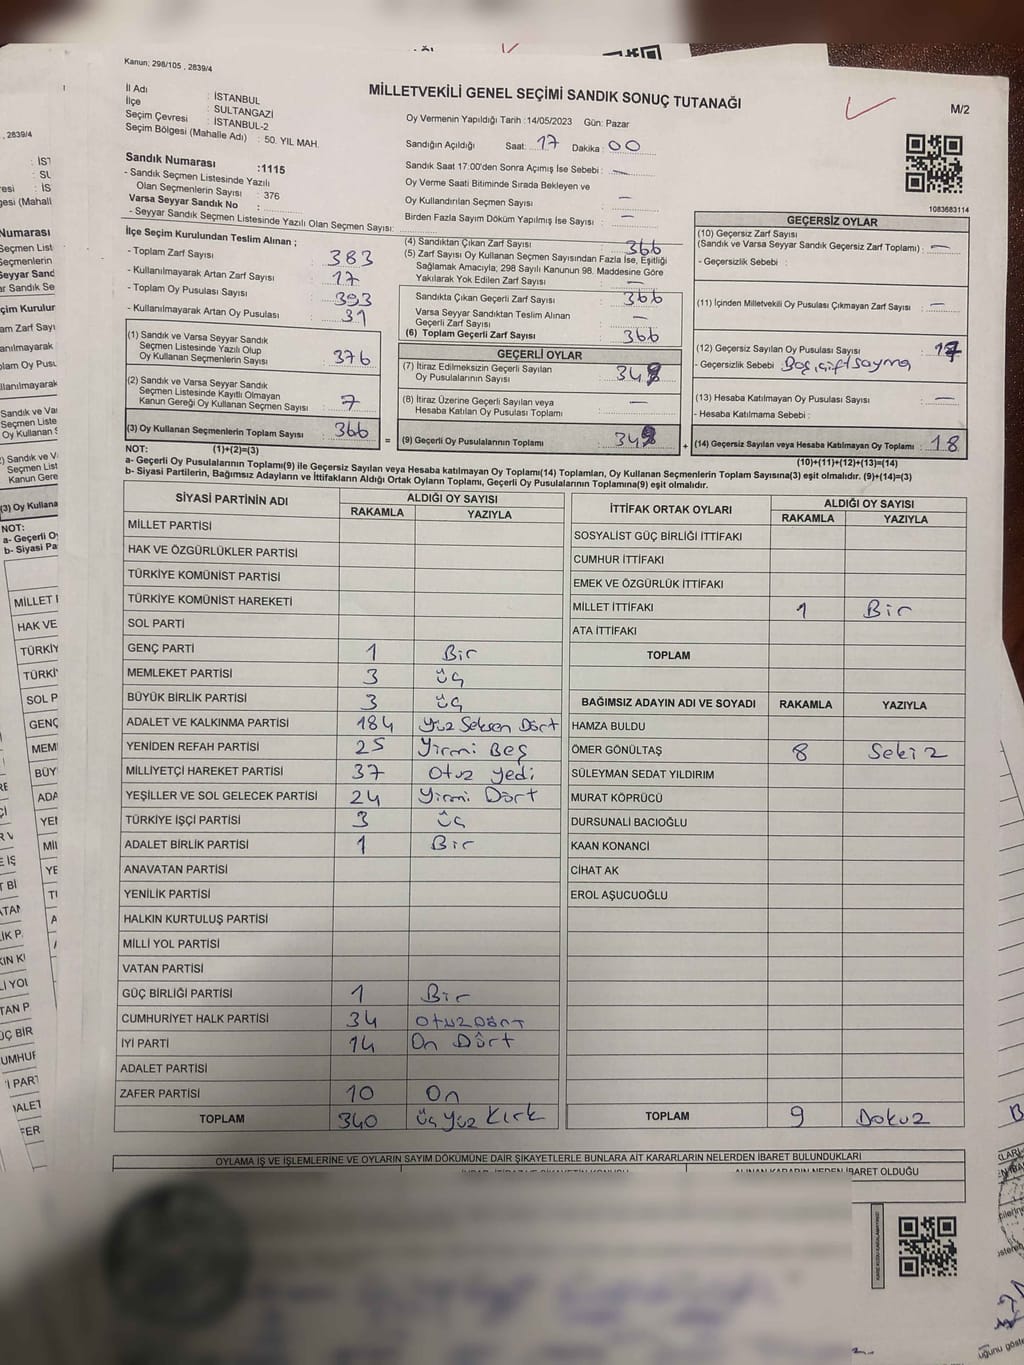 Kanun; 298/105 , 2839/4
MİLLETVEKİLİ GENEL SEÇİMİ SANDIK SONUÇ TUTANAĞI
M/2
İl Adı : İSTANBUL
İlçe : SULTANGAZİ
Seçim Çevresi : İSTANBUL-2
Seçim Bölgesi (Mahalle Adı) : 50. YIL MAH.
Oy Vermenin Yapıldığı Tarih :14/05/2023 Gün: Pazar
Sandığın Açıldığı Saat: 17 Dakika: 00
Sandık Saat 17.00'den Sonra Açımış İse Sebebi : —
Oy Verme Saati Bitiminde Sırada Bekleyen ve
Oy Kullandırılan Seçmen Sayısı : —
Birden Fazla Sayım Döküm Yapılmış İse Sayısı : —
Sandık Numarası :1115
- Sandık Seçmen Listesinde Yazılı
Olan Seçmenlerin Sayısı : 376
Varsa Seyyar Sandık No :
- Seyyar Sandık Seçmen Listesinde Yazılı Olan Seçmen Sayısı:
1083683114
İlçe Seçim Kurulundan Teslim Alınan ;
- Toplam Zarf Sayısı : 383
- Kullanılmayarak Artan Zarf Sayısı : 17
- Toplam Oy Pusulası Sayısı : 393
- Kullanılmayarak Artan Oy Pusulası : 31
(1) Sandık ve Varsa Seyyar Sandık
Seçmen Listesinde Yazılı Olup
Oy Kullanan Seçmenlerin Sayısı : 376
(2) Sandık ve Varsa Seyyar Sandık
Seçmen Listesinde Kayıtlı Olmayan
Kanun Gereği Oy Kullanan Seçmen Sayısı : 7
(3) Oy Kullanan Seçmenlerin Toplam Sayısı : 366
(1)+(2)=(3)
(4) Sandıktan Çıkan Zarf Sayısı : 366
(5) Zarf Sayısı Oy Kullanan Seçmen Sayısından Fazla İse, Eşitliği
Sağlamak Amacıyla; 298 Sayılı Kanunun 98. Maddesine Göre
Yakılarak Yok Edilen Zarf Sayısı : —
Sandıkta Çıkan Geçerli Zarf Sayısı : 366
Varsa Seyyar Sandıktan Teslim Alınan
Geçerli Zarf Sayısı : —
(6) Toplam Geçerli Zarf Sayısı : 366
GEÇERLİ OYLAR
(7) İtiraz Edilmeksizin Geçerli Sayılan
Oy Pusulalarının Sayısı : 348
(8) İtiraz Üzerine Geçerli Sayılan veya
Hesaba Katılan Oy Pusulası Toplamı : —
= (9) Geçerli Oy Pusulalarının Toplamı : 348 +
GEÇERSİZ OYLAR
(10) Geçersiz Zarf Sayısı
(Sandık ve Varsa Seyyar Sandık Geçersiz Zarf Toplamı) : —
- Geçersizlik Sebebi :
(11) İçinden Milletvekili Oy Pusulası Çıkmayan Zarf Sayısı : —
(12) Geçersiz Sayılan Oy Pusulası Sayısı : 17
- Geçersizlik Sebebi :
(13) Hesaba Katılmayan Oy Pusulası Sayısı : —
- Hesaba Katılmama Sebebi :
(14) Geçersiz Sayılan veya Hesaba Katılmayan Oy Toplamı : 18
(10)+(11)+(12)+(13)=(14)
NOT:
a- Geçerli Oy Pusulalarının Toplamı(9) ile Geçersiz Sayılan veya Hesaba katılmayan Oy Toplamı(14) Toplamları, Oy Kullanan Seçmenlerin Toplam Sayısına(3) eşit olmalıdır. (9)+(14)=(3)
b- Siyasi Partilerin, Bağımsız Adayların ve İttifakların Aldığı Ortak Oyların Toplamı, Geçerli Oy Pusulalarının Toplamına(9) eşit olmalıdır.
SİYASİ PARTİNİN ADI ALDIĞI OY SAYISI
RAKAMLA YAZIYLA
MİLLET PARTİSİ
HAK VE ÖZGÜRLÜKLER PARTİSİ
TÜRKİYE KOMÜNİST PARTİSİ
TÜRKİYE KOMÜNİST HAREKETİ
SOL PARTİ
GENÇ PARTİ 1 Bir
MEMLEKET PARTİSİ 3 üç
BÜYÜK BİRLİK PARTİSİ 3 üç
ADALET VE KALKINMA PARTİSİ 184 Yüz Seksen Dört
YENİDEN REFAH PARTİSİ 25 Yirmi Beş
MİLLİYETÇİ HAREKET PARTİSİ 37 Otuz Yedi
YEŞİLLER VE SOL GELECEK PARTİSİ 24 Yirmi Dört
TÜRKİYE İŞÇİ PARTİSİ 3 üç
ADALET BİRLİK PARTİSİ 1 Bir
ANAVATAN PARTİSİ
YENİLİK PARTİSİ
HALKIN KURTULUŞ PARTİSİ
MİLLİ YOL PARTİSİ
VATAN PARTİSİ
GÜÇ BİRLİĞİ PARTİSİ 1 Bir
CUMHURİYET HALK PARTİSİ 34 OTUZ DÖRT
İYİ PARTİ 14 On Dört
ADALET PARTİSİ
ZAFER PARTİSİ 10 On
TOPLAM 340 üç Yüz Kırk
İTTİFAK ORTAK OYLARI ALDIĞI OY SAYISI
RAKAMLA YAZIYLA
SOSYALİST GÜÇ BİRLİĞİ İTTİFAKI
CUMHUR İTTİFAKI
EMEK VE ÖZGÜRLÜK İTTİFAKI
MİLLET İTTİFAKI 1 Bir
ATA İTTİFAKI
TOPLAM
BAĞIMSIZ ADAYIN ADI VE SOYADI RAKAMLA YAZIYLA
HAMZA BULDU
ÖMER GÖNÜLTAŞ 8 Sekiz
SÜLEYMAN SEDAT YILDIRIM
MURAT KÖPRÜCÜ
DURSUNALİ BACIOĞLU
KAAN KONANCİ
CİHAT AK
EROL AŞUCUOĞLU
TOPLAM 9 Dokuz
OYLAMA İŞ VE İŞLEMLERİNE VE OYLARIN SAYIM DÖKÜMÜNE DAİR ŞİKAYETLERLE BUNLARA AİT KARARLARIN NELERDEN İBARET BULUNDUKLARI
ALINAN KARARIN NEDEN İBARET OLDUĞU